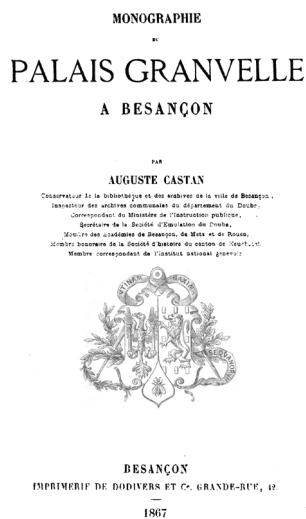 MONOGRAPHIE
DU
PALAIS GRANVELLE
A BESANÇON
PAR
AUGUSTE CASTAN
Conservateur de la bibliothèque et des archives de la ville de Besançon,
Inspecteur des archives communales du département du Doubs,
Correspondant du Ministère de l'Instruction publique,
Secrétaire de la Société d'Emulation du Doubs,
Membre des Académies de Besançon, de Metz et de Rouen,
Membre honoraire de la Société d'histoire du canton de Neuchâtel,
Membre correspondant de l'Institut national genevois
BESANÇON
IMPRIMERIE DE DODIVERS ET Cie, GRANDE-RUE, 42.
1867